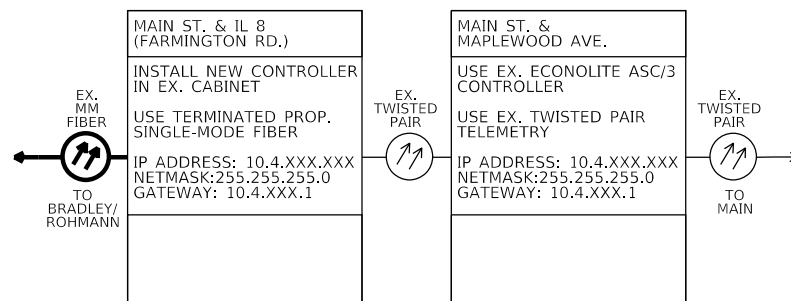 MAIN ST. & IL 8
(FARMINGTON RD.)
INSTALL NEW CONTROLLER
IN EX. CABINET
USE TERMINATED PROP.
SINGLE-MODE FIBER
IP ADDRESS: 10.4.XXX.XXX
NETMASK:255.255.255.0
GATEWAY: 10.4.XXX.1
EX.
MM
FIBER
TO
BRADLEY/
ROHMANN
EX.
TWISTED
PAIR
MAIN ST. &
MAPLEWOOD AVE.
USE EX. ECONOLITE ASC/3
CONTROLLER
USE EX. TWISTED PAIR
TELEMETRY
IP ADDRESS: 10.4.XXX.XXX
NETMASK:255.255.255.0
GATEWAY: 10.4.XXX.1
EX.
TWISTED
PAIR
TO
MAIN